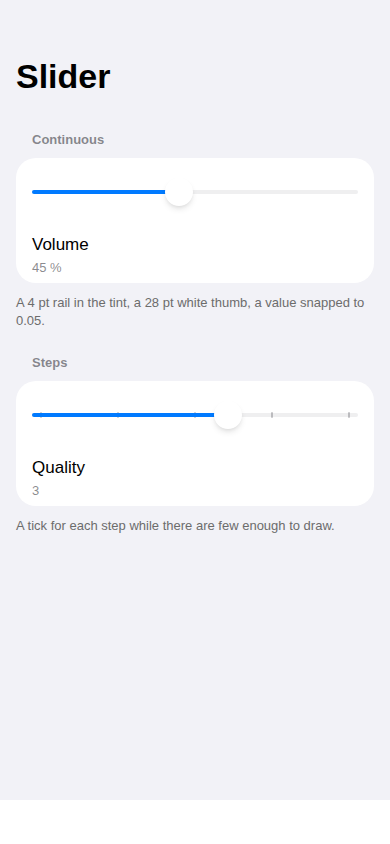 Slider
Continuous
Volume
45 %
A 4 pt rail in the tint, a 28 pt white thumb, a value snapped to
0.05.
Steps
Quality
3
A tick for each step while there are few enough to draw.